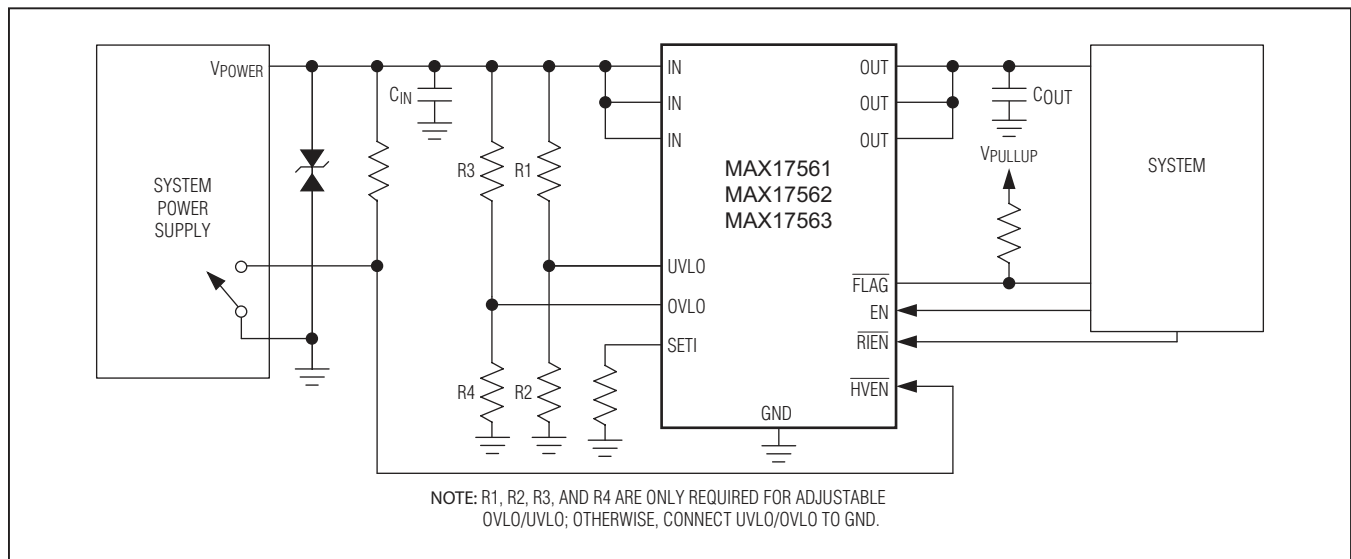 VPOWER
CIN
R3
R1
R4
R2
SYSTEM
POWER
SUPPLY
IN
IN
IN
UVLO
OVLO
SETI
MAX17561
MAX17562
MAX17563
GND
OUT
OUT
OUT
FLAG
EN
RIEN
HVEN
COUT
VPULLUP
SYSTEM
NOTE: R1, R2, R3, AND R4 ARE ONLY REQUIRED FOR ADJUSTABLE
OVLO/UVLO; OTHERWISE, CONNECT UVLO/OVLO TO GND.